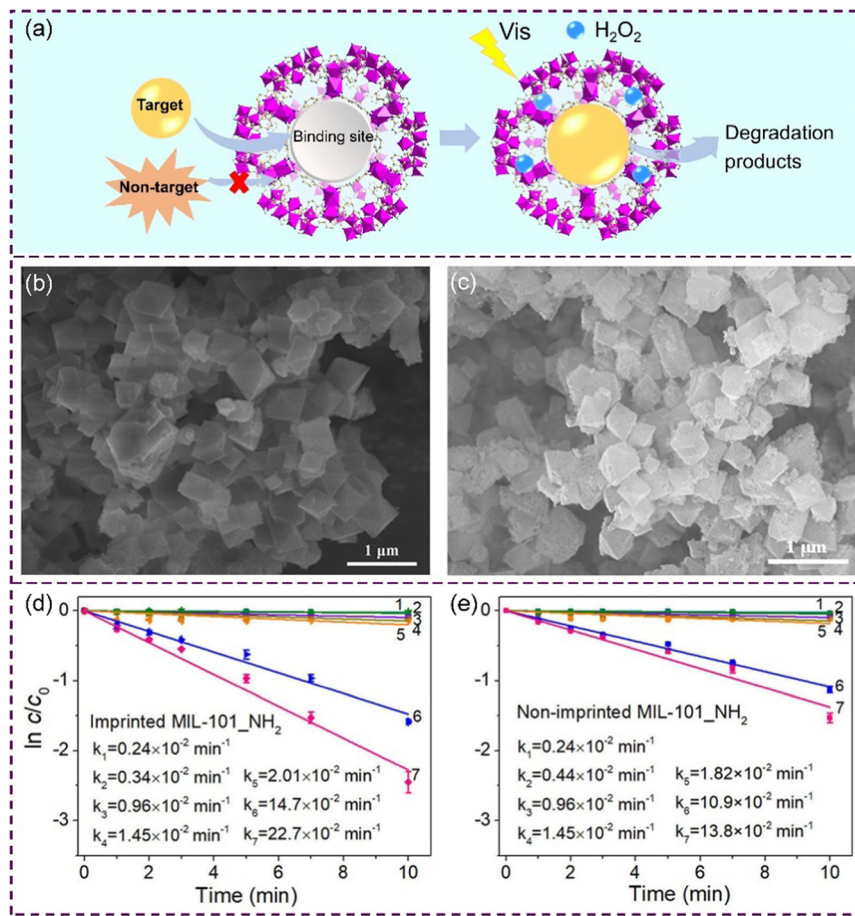 (a)
Vis
H₂O₂
Target
Binding site
Non-target
Degradation
products
(b)
1 μm
(c)
1 μm
(d)
0
-1
-2
-3
ln c/c₀
1
2
3
4
5
6
7
Imprinted MIL-101_NH₂
k₁=0.24×10⁻² min⁻¹
k₂=0.34×10⁻² min⁻¹
k₃=0.96×10⁻² min⁻¹
k₄=1.45×10⁻² min⁻¹
k₅=2.01×10⁻² min⁻¹
k₆=14.7×10⁻² min⁻¹
k₇=22.7×10⁻² min⁻¹
0 2 4 6 8 10
Time (min)
(e)
0
-1
-2
-3
1
2
3
4
5
6
7
Non-imprinted MIL-101_NH₂
k₁=0.24×10⁻² min⁻¹
k₂=0.44×10⁻² min⁻¹
k₃=0.96×10⁻² min⁻¹
k₄=1.45×10⁻² min⁻¹
k₅=1.82×10⁻² min⁻¹
k₆=10.9×10⁻² min⁻¹
k₇=13.8×10⁻² min⁻¹
0 2 4 6 8 10
Time (min)